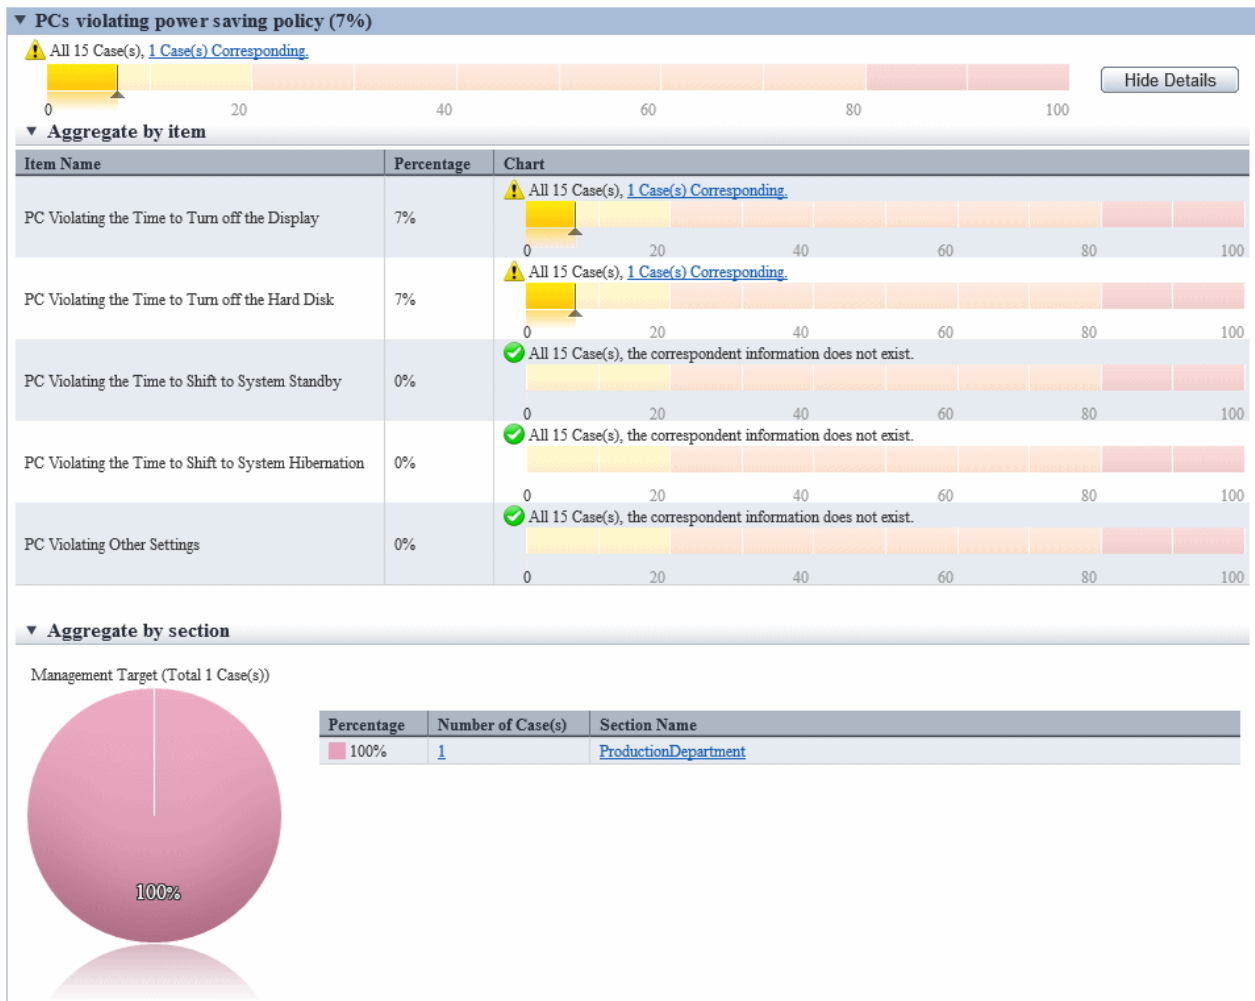 PCs violating power saving policy (7%)
All 15 Case(s), 1 Case(s) Corresponding.
Hide Details
0 20 40 60 80 100
Aggregate by item
Item Name Percentage Chart
All 15 Case(s), 1 Case(s) Corresponding.
PC Violating the Time to Turn off the Display 7%
0 20 40 60 80 100
All 15 Case(s), 1 Case(s) Corresponding.
PC Violating the Time to Turn off the Hard Disk 7%
0 20 40 60 80 100
All 15 Case(s), the correspondent information does not exist.
PC Violating the Time to Shift to System Standby 0%
0 20 40 60 80 100
All 15 Case(s), the correspondent information does not exist.
PC Violating the Time to Shift to System Hibernation 0%
0 20 40 60 80 100
All 15 Case(s), the correspondent information does not exist.
PC Violating Other Settings 0%
0 20 40 60 80 100
Aggregate by section
Management Target (Total 1 Case(s))
Percentage Number of Case(s) Section Name
100% 1 ProductionDepartment
100%